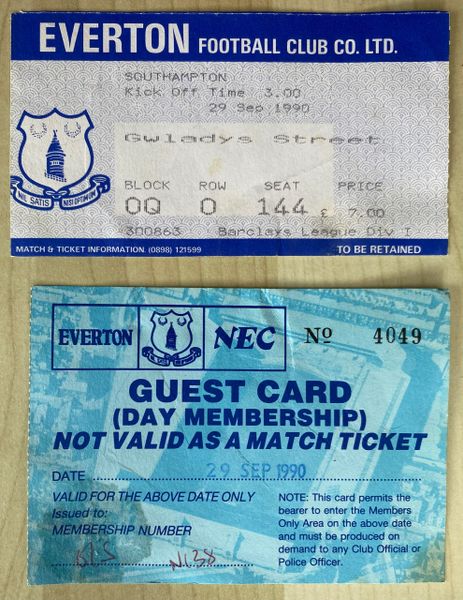 EVERTON FOOTBALL CLUB CO. LTD.
SOUTHAMPTON
Kick Off Time 3.00
29 Sep 1990
Gwladys Street
BLOCK ROW SEAT PRICE
OQ O 144 £ 7.00
300863 Barclays League Div I
NIL SATIS NISI OPTIMUM
MATCH & TICKET INFORMATION. (0898) 121599 TO BE RETAINED
EVERTON NEC Nº 4049
GUEST CARD
(DAY MEMBERSHIP)
NOT VALID AS A MATCH TICKET
DATE 29 SEP 1990
VALID FOR THE ABOVE DATE ONLY
Issued to:
MEMBERSHIP NUMBER
N138
NOTE: This card permits the
bearer to enter the Members
Only Area on the above date
and must be produced on
demand to any Club Official or
Police Officer.